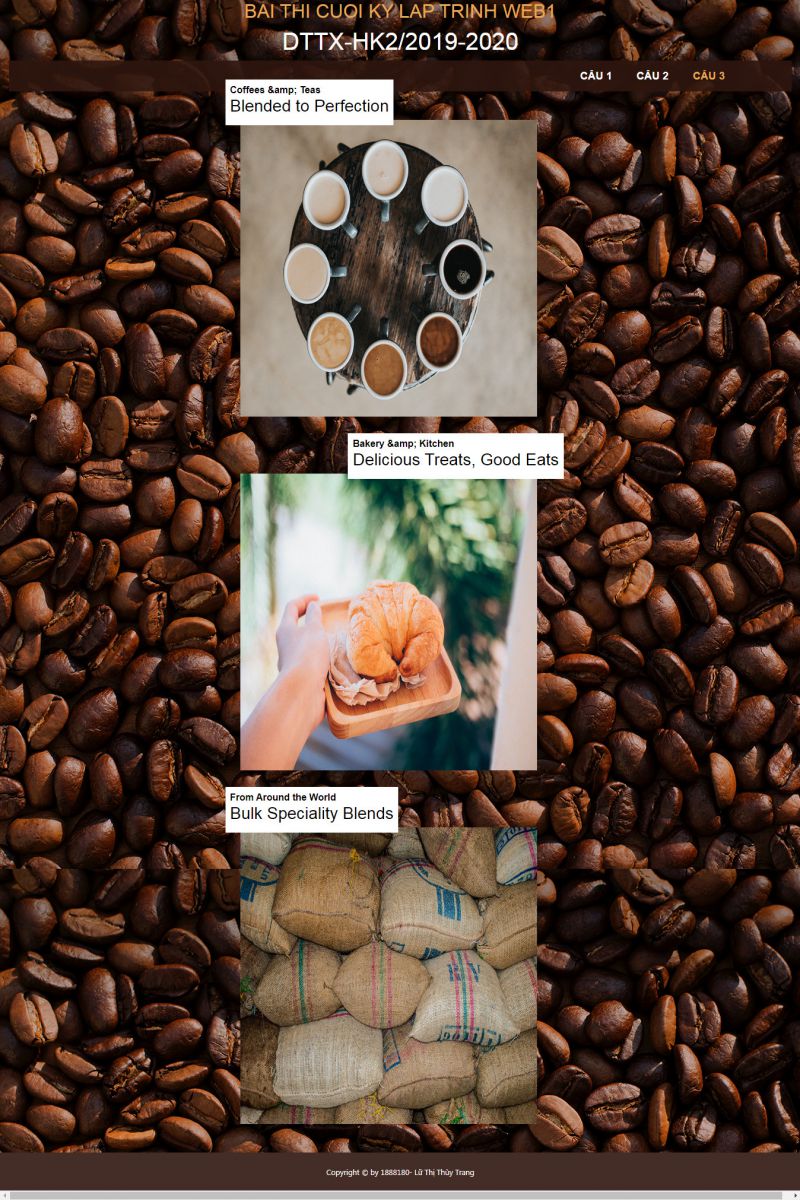 BAI THI CUOI KY LAP TRINH WEB1
DTTX-HK2/2019-2020
CÂU 1 CÂU 2 CÂU 3
Coffees &amp; Teas
Blended to Perfection
Bakery &amp; Kitchen
Delicious Treats, Good Eats
From Around the World
Bulk Speciality Blends
Copyright © by 1888180- Lữ Thị Thùy Trang